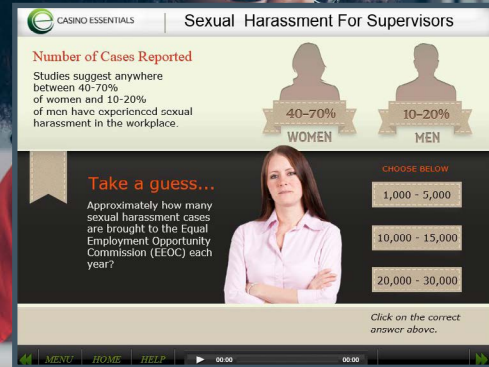 e CASINO ESSENTIALS
Sexual Harassment For Supervisors
Number of Cases Reported
Studies suggest anywhere
between 40-70%
of women and 10-20%
of men have experienced sexual
harassment in the workplace.
40-70%
WOMEN
10-20%
MEN
Take a guess...
Approximately how many
sexual harassment cases
are brought to the Equal
Employment Opportunity
Commission (EEOC) each
year?
CHOOSE BELOW
1,000 - 5,000
10,000 - 15,000
20,000 - 30,000
Click on the correct
answer above.
MENU HOME HELP 00:00 00:00